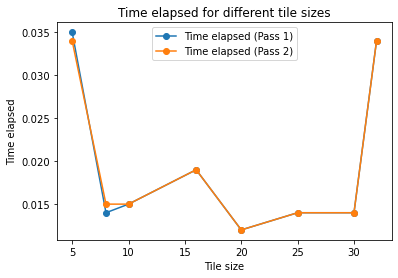 Time elapsed for different tile sizes
Time elapsed (Pass 1)
Time elapsed (Pass 2)
0.035
0.030
0.025
0.020
0.015
Time elapsed
5
10
15
20
25
30
Tile size